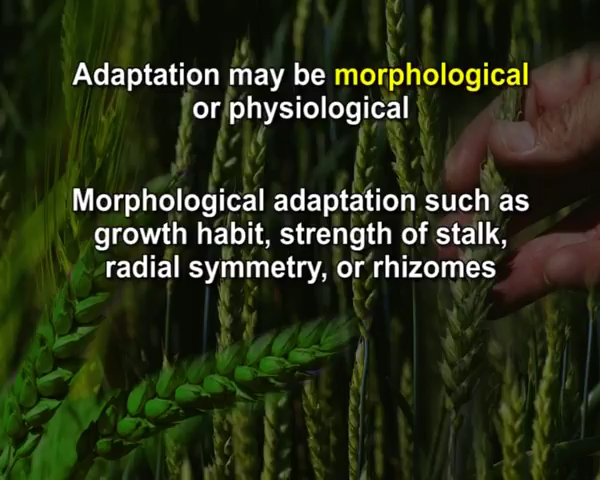 Adaptation may be morphological
or physiological
Morphological adaptation such as
growth habit, strength of stalk,
radial symmetry, or rhizomes